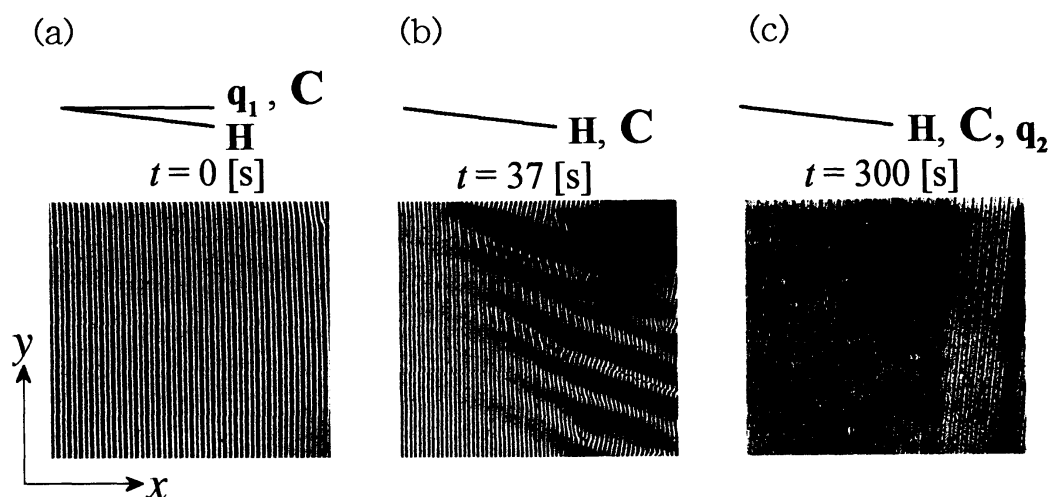 (a)
q₁ , C
H
t = 0 [s]
(b)
H, C
t = 37 [s]
(c)
H, C, q₂
t = 300 [s]
y
x